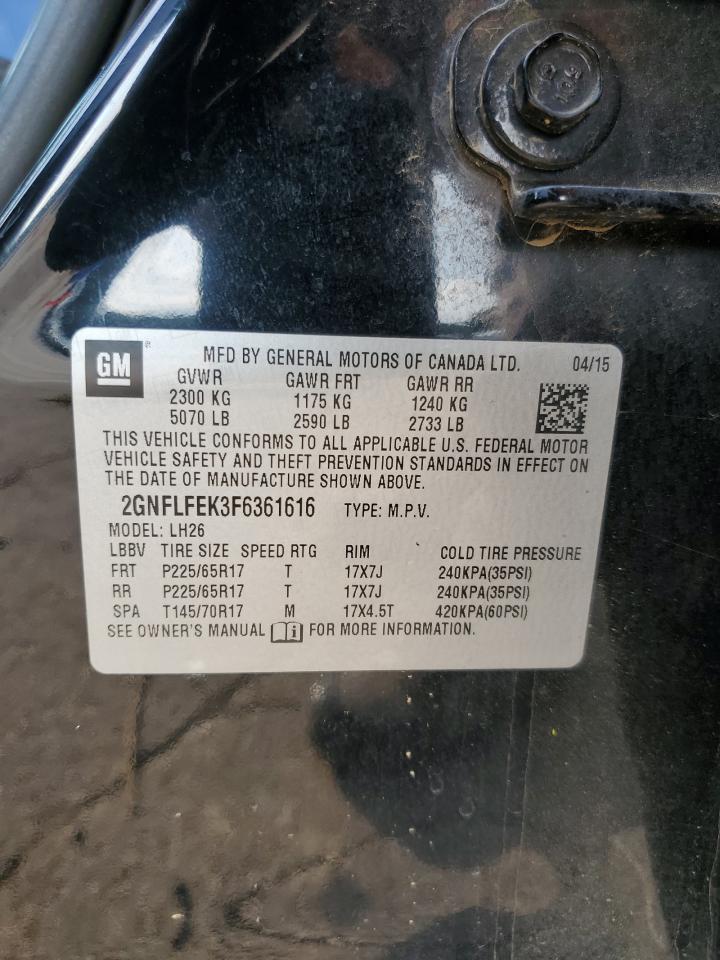 GM ® MFD BY GENERAL MOTORS OF CANADA LTD. 04/15
GVWR GAWR FRT GAWR RR
2300 KG 1175 KG 1240 KG
5070 LB 2590 LB 2733 LB
THIS VEHICLE CONFORMS TO ALL APPLICABLE U.S. FEDERAL MOTOR
VEHICLE SAFETY AND THEFT PREVENTION STANDARDS IN EFFECT ON
THE DATE OF MANUFACTURE SHOWN ABOVE.
2GNFLFEK3F6361616 TYPE: M.P.V.
MODEL: LH26
LBBV TIRE SIZE SPEED RTG RIM COLD TIRE PRESSURE
FRT P225/65R17 T 17X7J 240KPA(35PSI)
RR P225/65R17 T 17X7J 240KPA(35PSI)
SPA T145/70R17 M 17X4.5T 420KPA(60PSI)
SEE OWNER'S MANUAL FOR MORE INFORMATION.